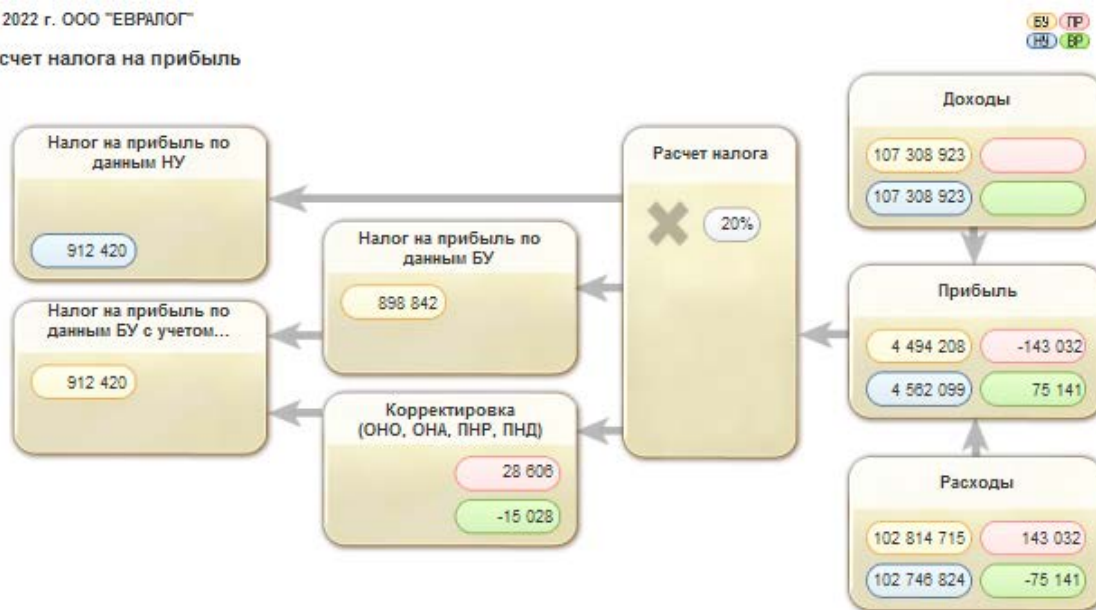 2022 г. ООО "ЕВРАЛОГ"
БУ ПР
НУ ВР
счет налога на прибыль
Доходы
107 308 923
107 308 923
Налог на прибыль по
данным НУ
912 420
Расчет налога
20%
Налог на прибыль по
данным БУ
898 842
Прибыль
4 494 208 -143 032
4 562 099 75 141
Налог на прибыль по
данным БУ с учетом...
912 420
Корректировка
(ОНО, ОНА, ПНР, ПНД)
28 606
-15 028
Расходы
102 814 715 143 032
102 746 824 -75 141